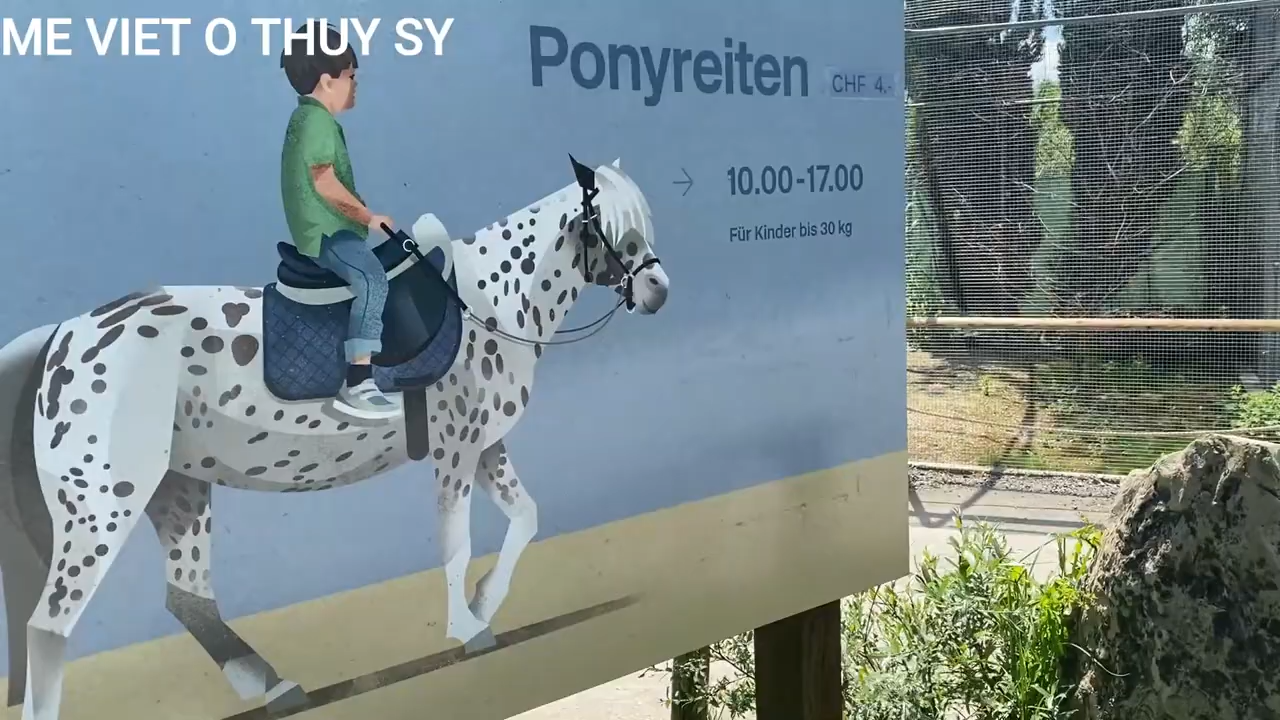 ME VIET O THUY SY
Ponyreiten CHF 4.-
→ 10.00-17.00
Für Kinder bis 30 kg